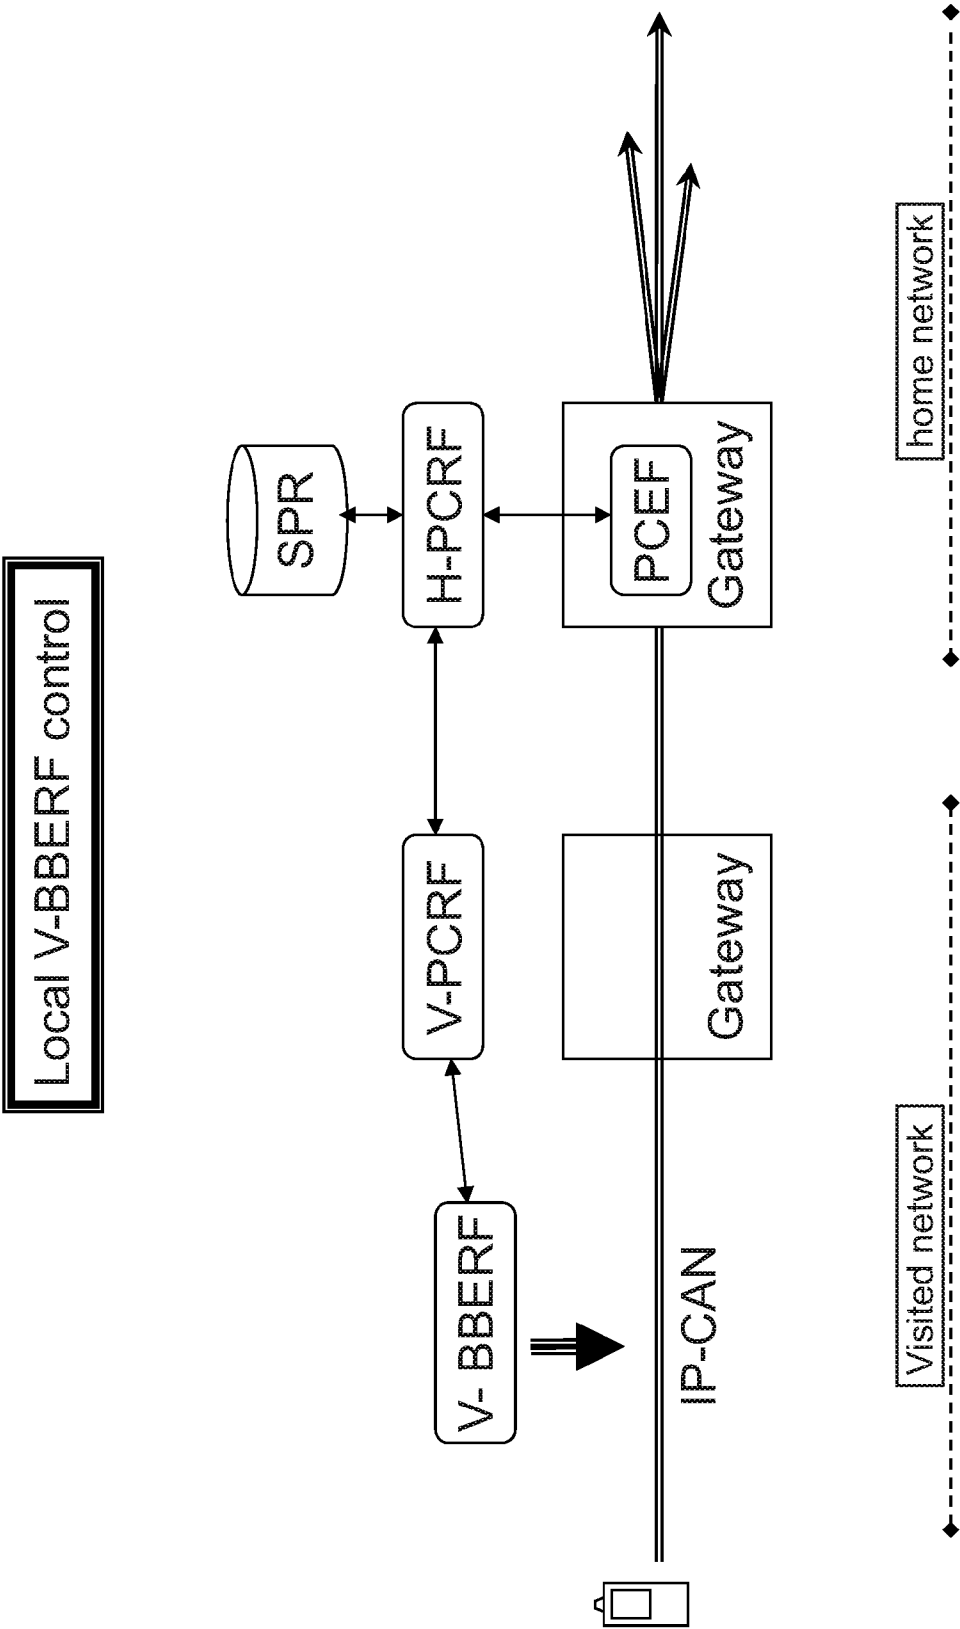 Local V-BBERF control
SPR
V- BBERF
V-PCRF
H-PCRF
PCEF
IP-CAN
Gateway
Gateway
Visited network
home network